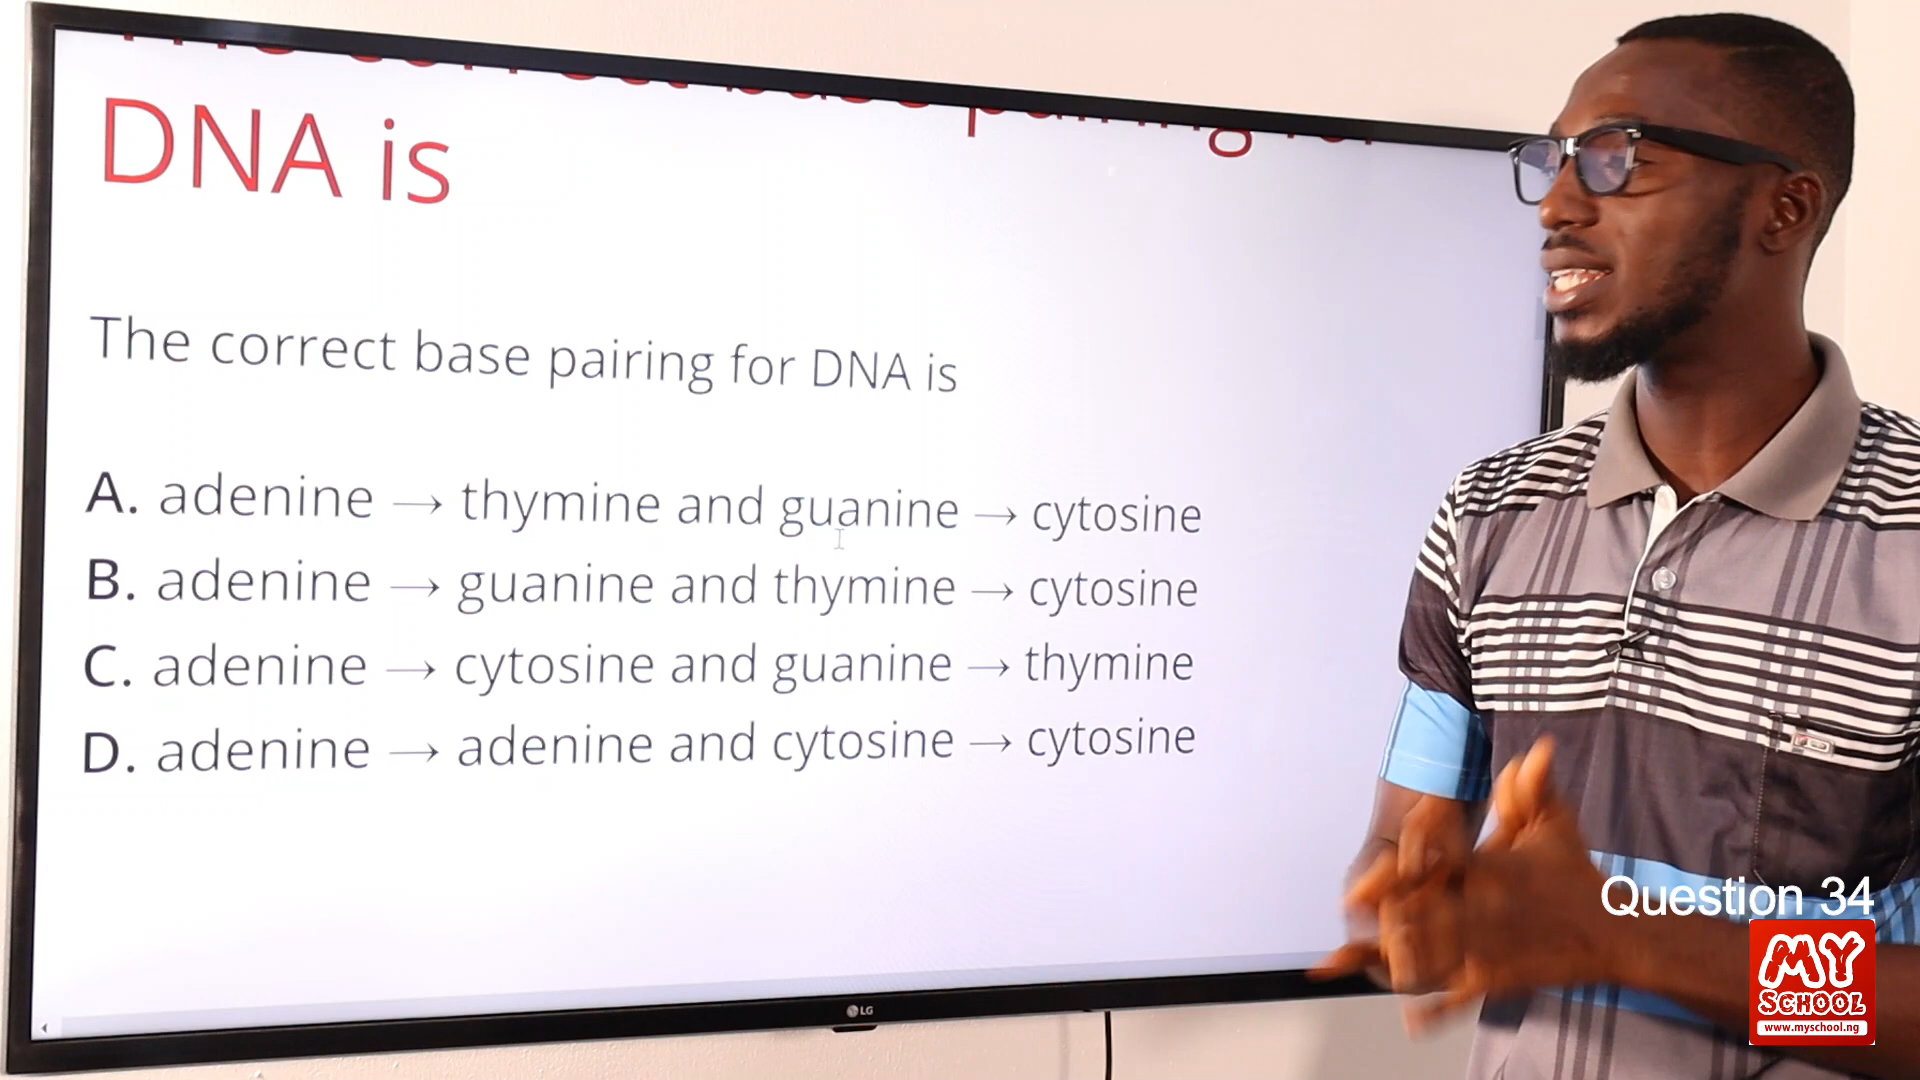 DNA is
The correct base pairing for DNA is
A. adenine → thymine and guanine → cytosine
B. adenine → guanine and thymine → cytosine
C. adenine → cytosine and guanine → thymine
D. adenine → adenine and cytosine → cytosine
LG
Question 34
MY
SCHOOL
www.myschool.ng